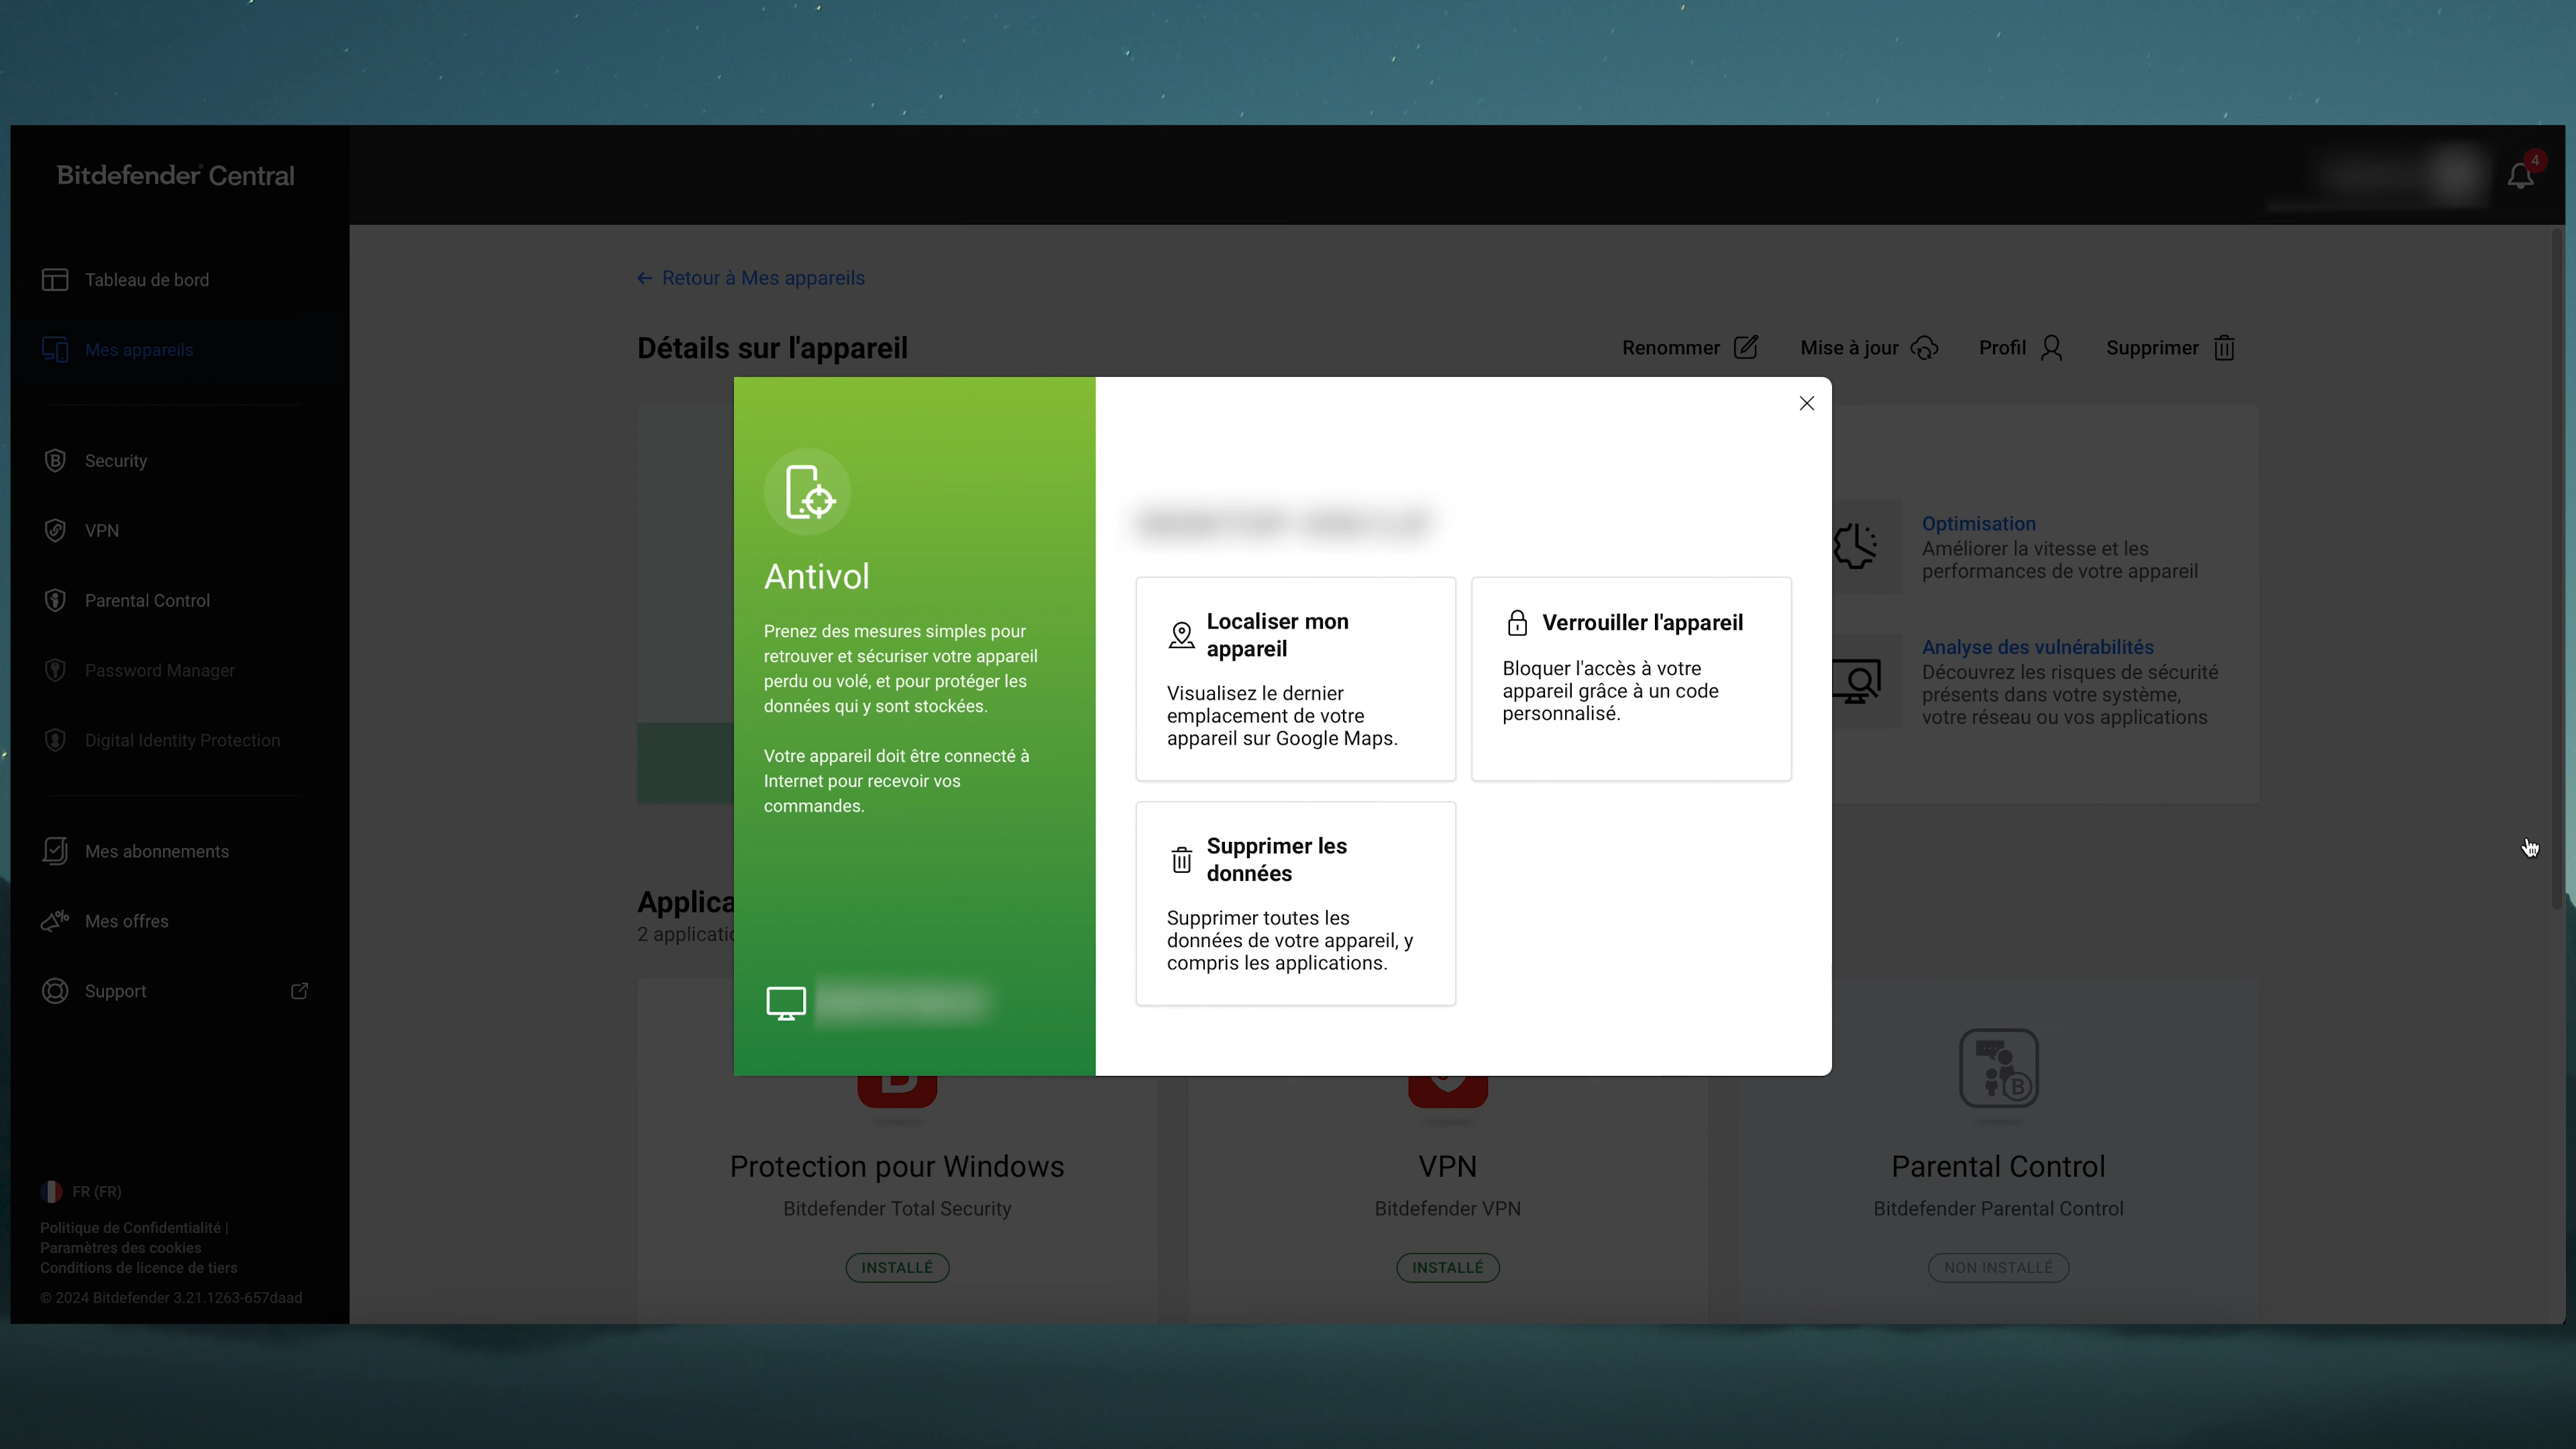 Bitdefender Central
4
Tableau de bord
Mes appareils
Security
VPN
Parental Control
Password Manager
Digital Identity Protection
Mes abonnements
Mes offres
Support
FR (FR)
Politique de Confidentialité |
Paramètres des cookies
Conditions de licence de tiers
© 2024 Bitdefender 3.21.1263-657daad
← Retour à Mes appareils
Détails sur l'appareil
Renommer
Mise à jour
Profil
Supprimer
Antivol
Prenez des mesures simples pour
retrouver et sécuriser votre appareil
perdu ou volé, et pour protéger les
données qui y sont stockées.
Votre appareil doit être connecté à
Internet pour recevoir vos
commandes.
Localiser mon
appareil
Visualisez le dernier
emplacement de votre
appareil sur Google Maps.
Verrouiller l'appareil
Bloquer l'accès à votre
appareil grâce à un code
personnalisé.
Supprimer les
données
Supprimer toutes les
données de votre appareil, y
compris les applications.
Optimisation
Améliorer la vitesse et les
performances de votre appareil
Analyse des vulnérabilités
Découvrez les risques de sécurité
présents dans votre système,
votre réseau ou vos applications
Applica
2 applicatio
Protection pour Windows
Bitdefender Total Security
INSTALLÉ
VPN
Bitdefender VPN
INSTALLÉ
Parental Control
Bitdefender Parental Control
NON INSTALLÉ